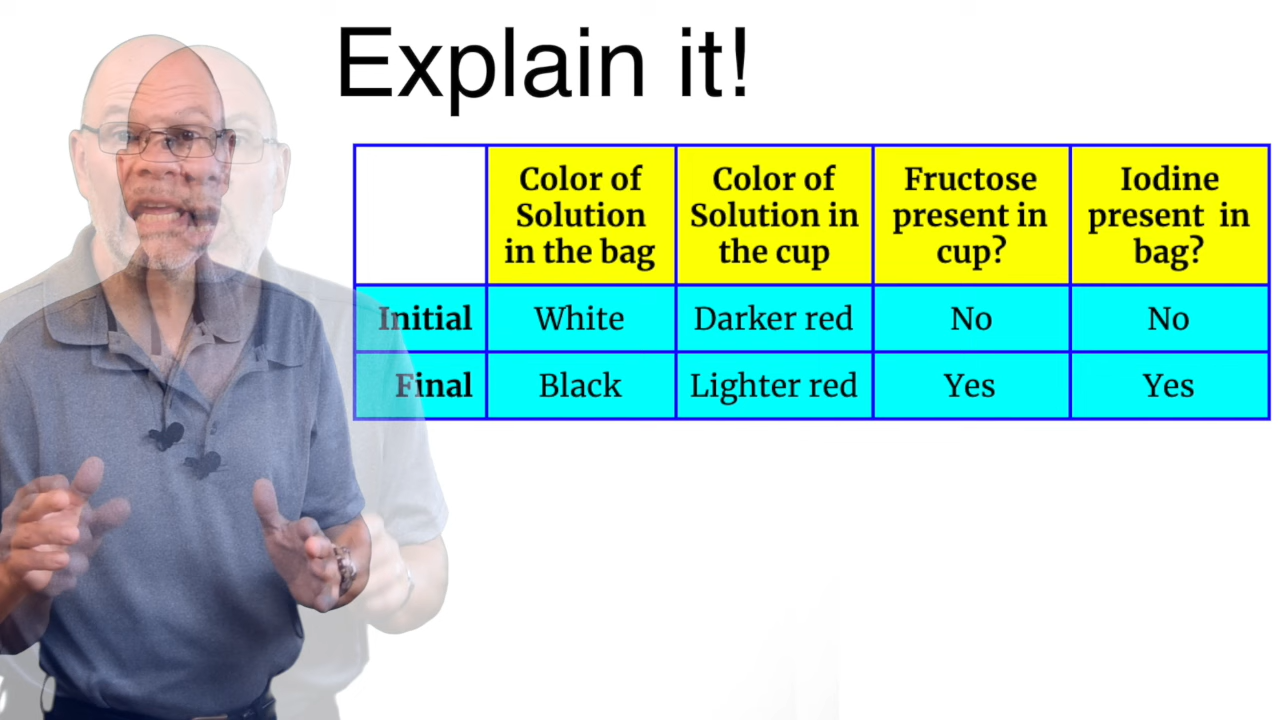 Explain it!
Color of Solution in the bag
Color of Solution in the cup
Fructose present in cup?
Iodine present in bag?
Initial White Darker red No No
Final Black Lighter red Yes Yes